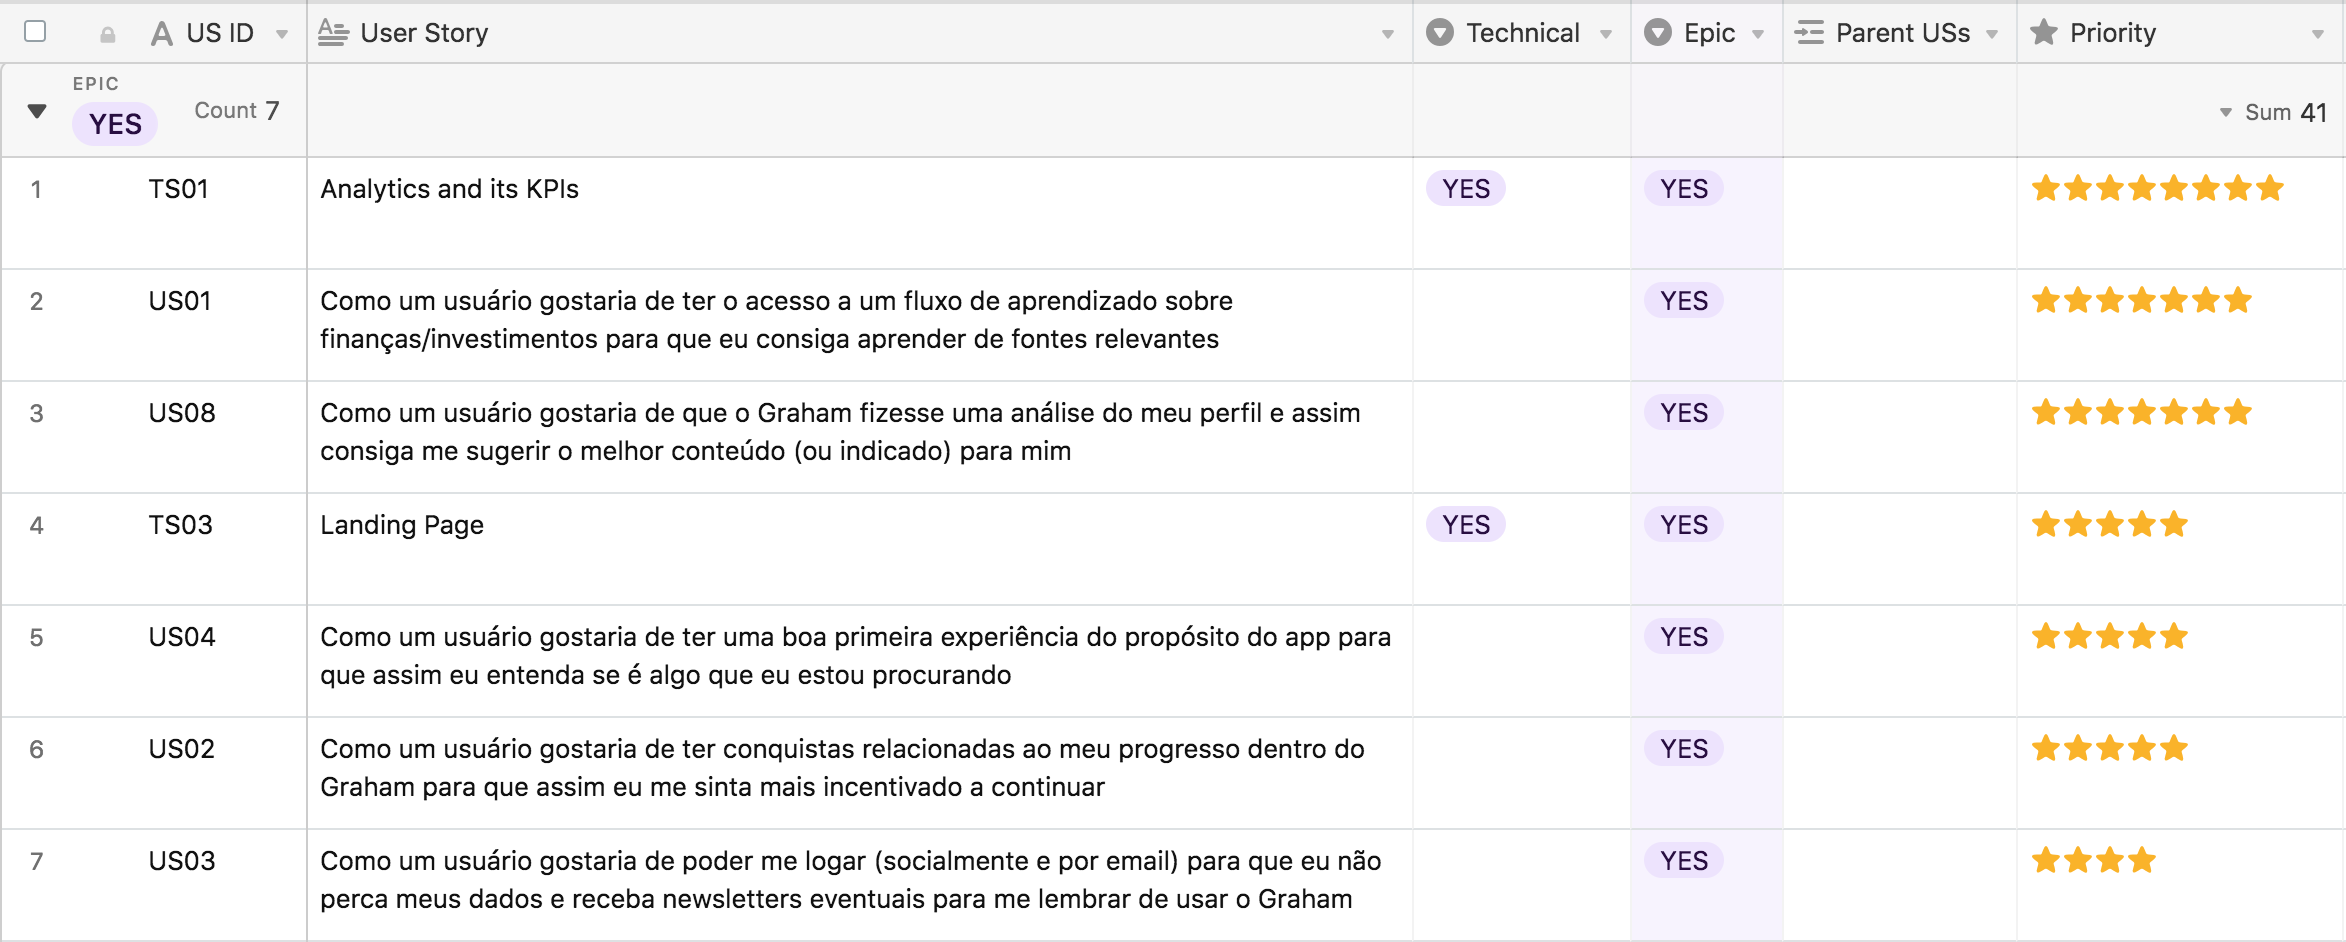 US ID User Story Technical Epic Parent USs Priority
EPIC
YES Count 7 Sum 41
1 TS01 Analytics and its KPIs YES YES
2 US01 Como um usuário gostaria de ter o acesso a um fluxo de aprendizado sobre YES
finanças/investimentos para que eu consiga aprender de fontes relevantes
3 US08 Como um usuário gostaria de que o Graham fizesse uma análise do meu perfil e assim YES
consiga me sugerir o melhor conteúdo (ou indicado) para mim
4 TS03 Landing Page YES YES
5 US04 Como um usuário gostaria de ter uma boa primeira experiência do propósito do app para YES
que assim eu entenda se é algo que eu estou procurando
6 US02 Como um usuário gostaria de ter conquistas relacionadas ao meu progresso dentro do YES
Graham para que assim eu me sinta mais incentivado a continuar
7 US03 Como um usuário gostaria de poder me logar (socialmente e por email) para que eu não YES
perca meus dados e receba newsletters eventuais para me lembrar de usar o Graham